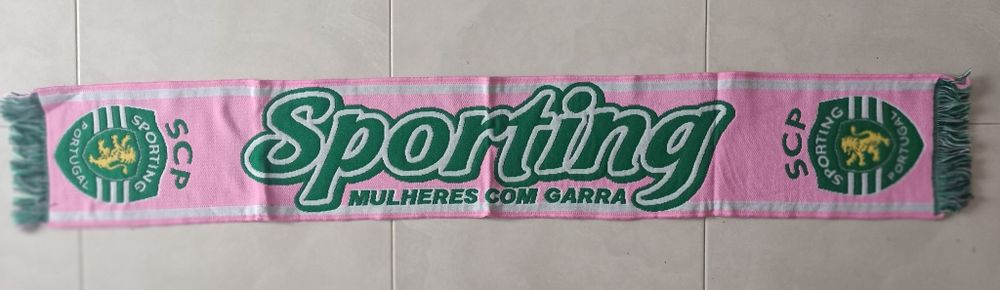 SCP
SPORTING
PORTUGAL
Sporting
MULHERES COM GARRA
SCP
SPORTING
PORTUGAL